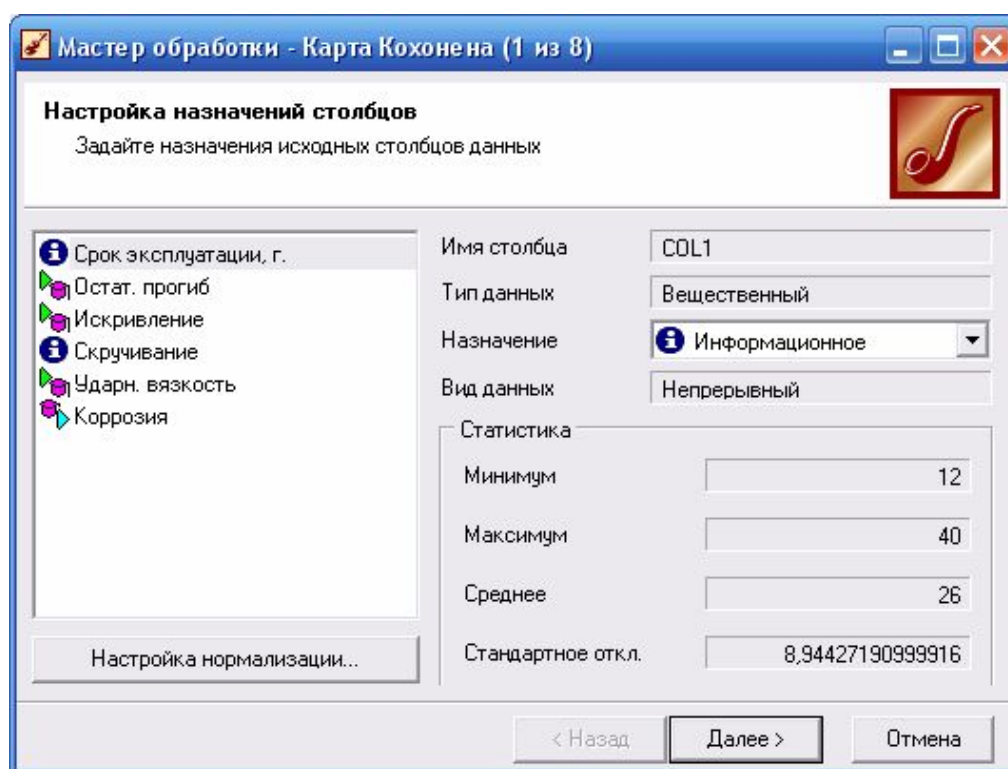 Мастер обработки - Карта Кохонена (1 из 8)
Настройка назначений столбцов
Задайте назначения исходных столбцов данных
Срок эксплуатации, г.
Остат. прогиб
Искривление
Скручивание
Ударн. вязкость
Коррозия
Настройка нормализации...
Имя столбца COL1
Тип данных Вещественный
Назначение Информационное
Вид данных Непрерывный
Статистика
Минимум 12
Максимум 40
Среднее 26
Стандартное откл. 8,94427190999916
< Назад Далее > Отмена